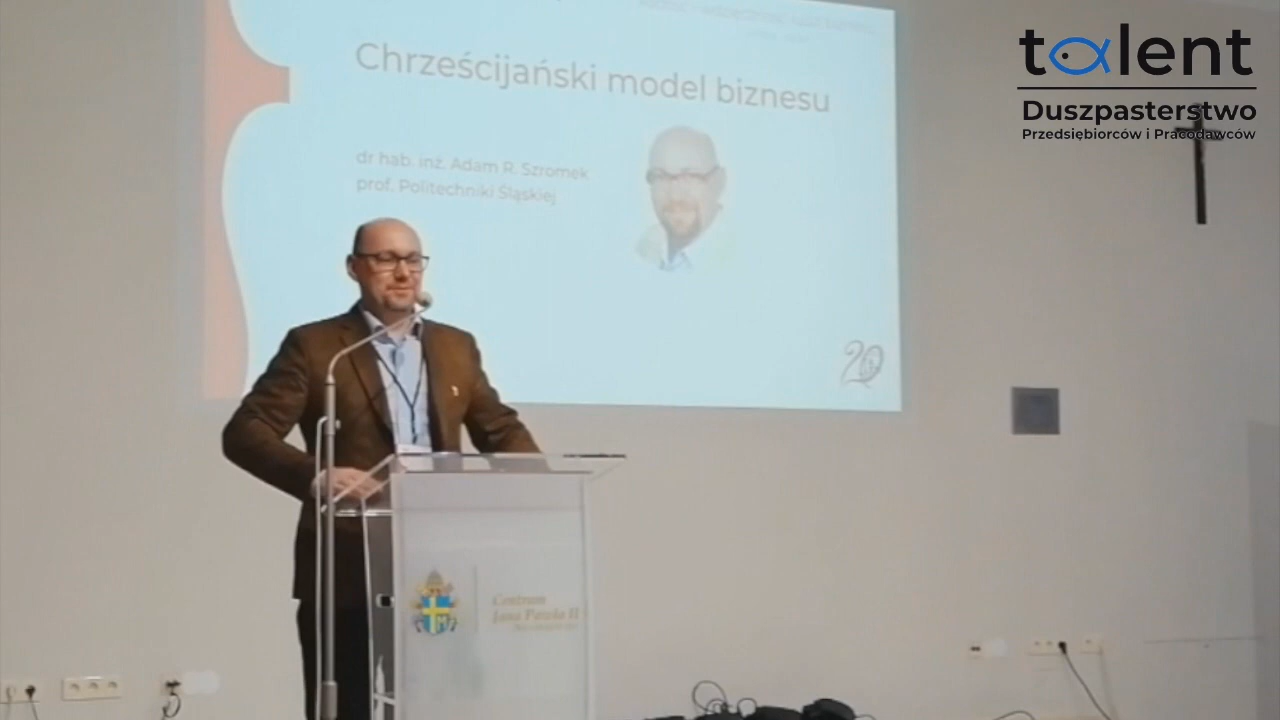 talent
Duszpasterstwo
Przedsiębiorców i Pracodawców
Chrześcijański model biznesu
dr hab. inż. Adam R. Szromek
prof. Politechniki Śląskiej
20
Centrum
Jana Pawła II
M